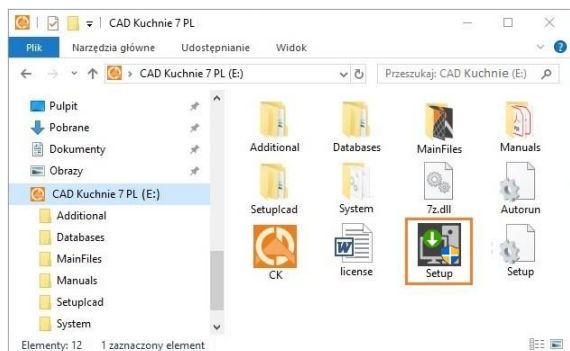 CAD Kuchnie 7 PL
Plik Narzędzia główne Udostępnianie Widok
CAD Kuchnie 7 PL (E:) Przeszukaj: CAD Kuchnie (E:)
Pulpit
Pobrane
Dokumenty
Obrazy
CAD Kuchnie 7 PL (E:)
Additional
Databases
MainFiles
Manuals
SetupIcad
System
Additional Databases MainFiles Manuals
SetupIcad System 7z.dll Autorun
CK license Setup Setup
Elementy: 12 1 zaznaczony element